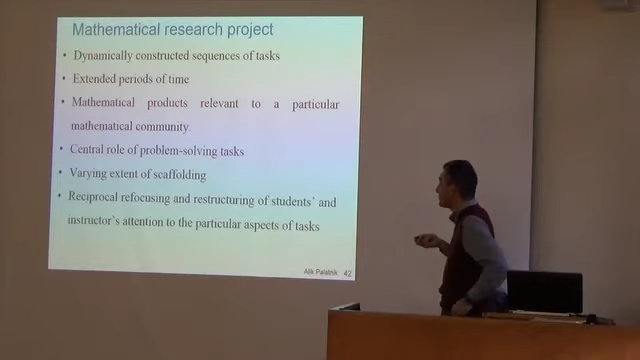 Mathematical research project
• Dynamically constructed sequences of tasks
• Extended periods of time
• Mathematical products relevant to a particular
mathematical community.
• Central role of problem-solving tasks
• Varying extent of scaffolding
• Reciprocal refocusing and restructuring of students’ and
instructor’s attention to the particular aspects of tasks
Alik Palatnik 42